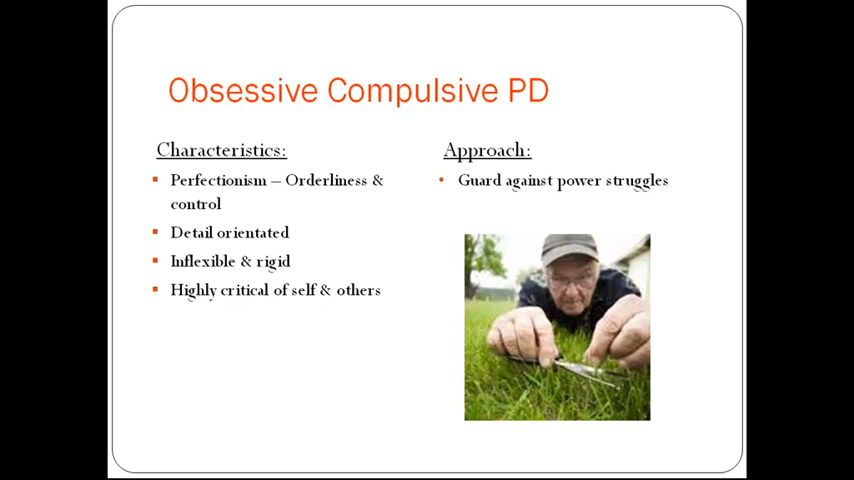 Obsessive Compulsive PD
Characteristics:
Perfectionism – Orderliness &
control
Detail orientated
Inflexible & rigid
Highly critical of self & others
Approach:
Guard against power struggles